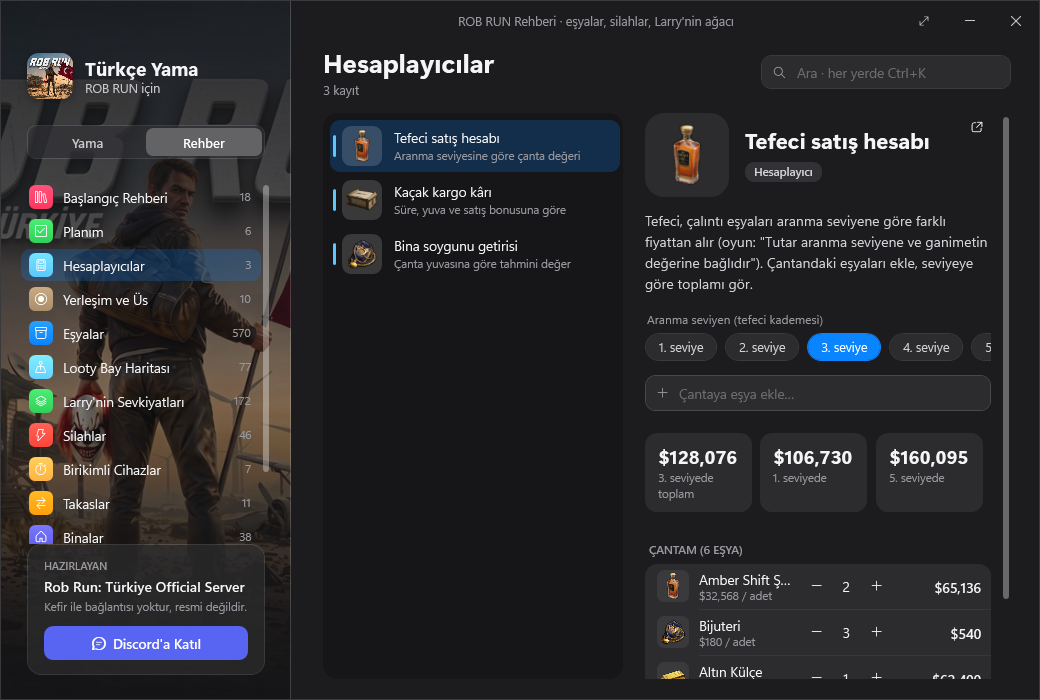 ROB RUN Rehberi · eşyalar, silahlar, Larry'nin ağacı
ROB RUN
Türkçe Yama
ROB RUN için
Yama
Rehber
Başlangıç Rehberi 18
Planım 6
Hesaplayıcılar 3
Yerleşim ve Üs 10
Eşyalar 570
Looty Bay Haritası 77
Larry'nin Sevkiyatları 172
Silahlar 46
Birikimli Cihazlar 7
Takaslar 11
Binalar 38
HAZIRLAYAN
Rob Run: Türkiye Official Server
Kefir ile bağlantısı yoktur, resmi değildir.
Discord'a Katıl
Hesaplayıcılar
3 kayıt
Ara · her yerde Ctrl+K
Tefeci satış hesabı
Aranma seviyesine göre çanta değeri
Kaçak kargo kârı
Süre, yuva ve satış bonusuna göre
Bina soygunu getirisi
Çanta yuvasına göre tahmini değer
Tefeci satış hesabı
Hesaplayıcı
Tefeci, çalıntı eşyaları aranma seviyene göre farklı
fiyattan alır (oyun: "Tutar aranma seviyene ve ganimetin
değerine bağlıdır"). Çantandaki eşyaları ekle, seviyeye
göre toplamı gör.
Aranma seviyen (tefeci kademesi)
1. seviye
2. seviye
3. seviye
4. seviye
5
+ Çantaya eşya ekle...
$128,076
3. seviyede
toplam
$106,730
1. seviyede
$160,095
5. seviyede
ÇANTAM (6 EŞYA)
Amber Shift Ş...
$32,568 / adet
− 2 + $65,136
Bijuteri
$180 / adet
− 3 + $540
Altın Külçe
− 1 + $62,400